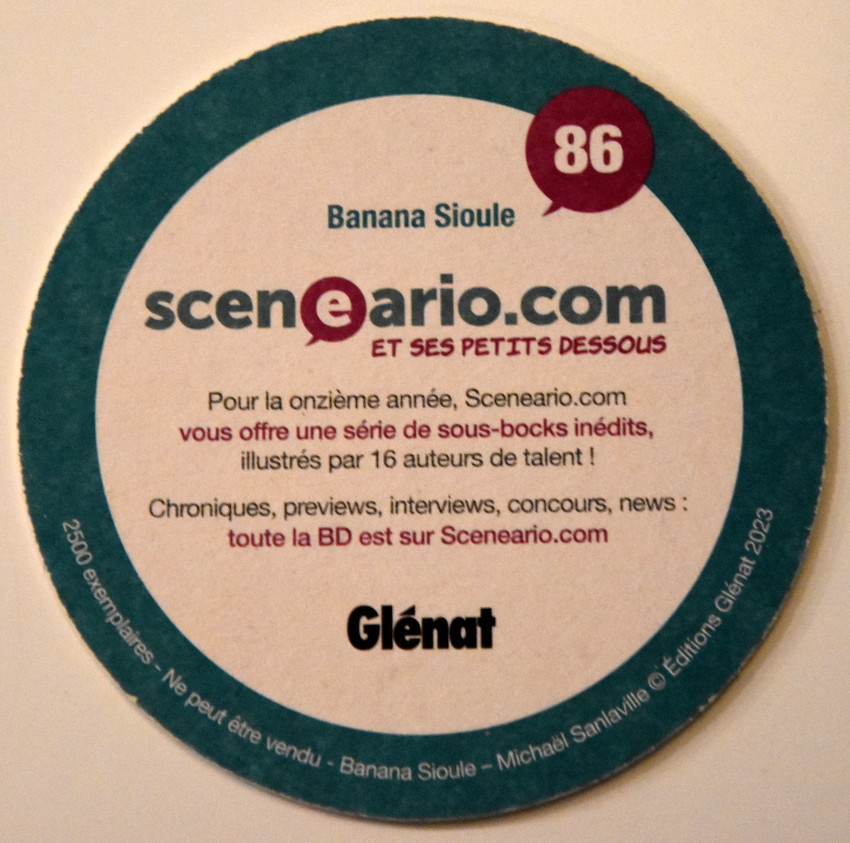 86
Banana Sioule
sceneario.com
ET SES PETITS DESSOUS
Pour la onzième année, Sceneario.com
vous offre une série de sous-bocks inédits,
illustrés par 16 auteurs de talent !
Chroniques, previews, interviews, concours, news :
toute la BD est sur Sceneario.com
Glénat
2500 exemplaires - Ne peut être vendu - Banana Sioule – Michaël Sanlaville © Éditions Glénat 2023